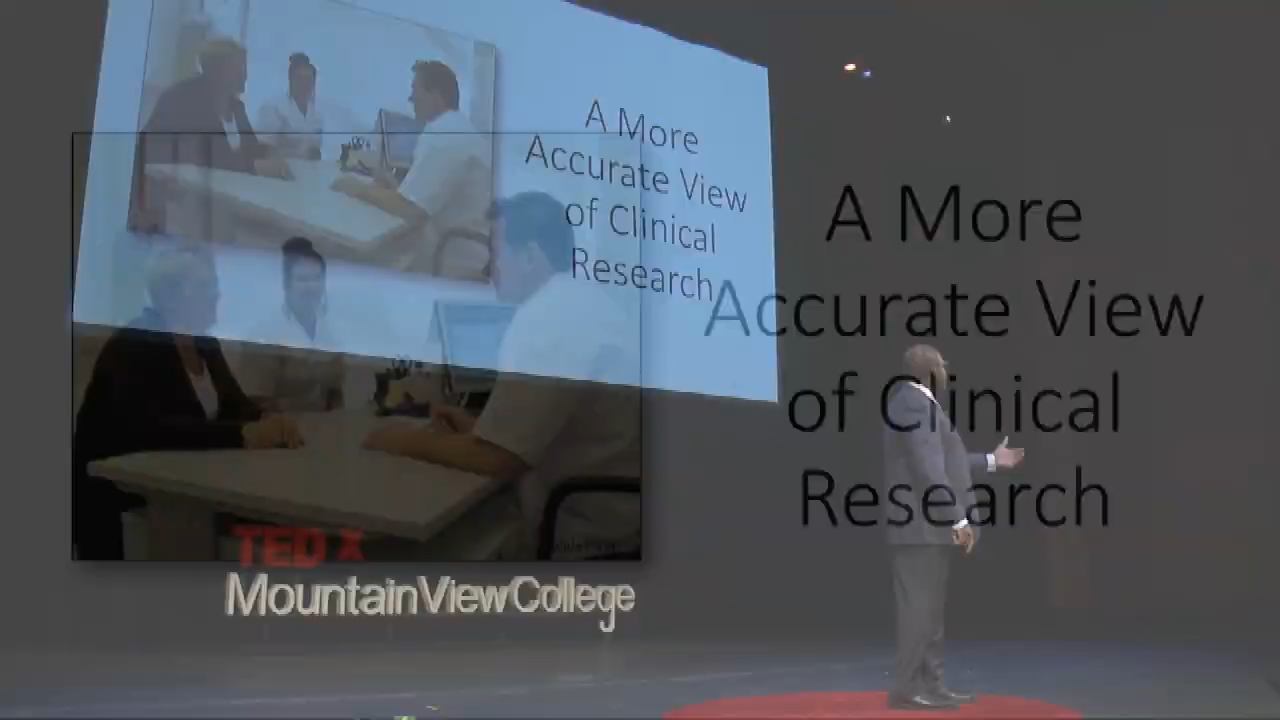 A More
Accurate View
of Clinical
Research
A More
Accurate View
of Clinical
Research
TEDx
MountainViewCollege